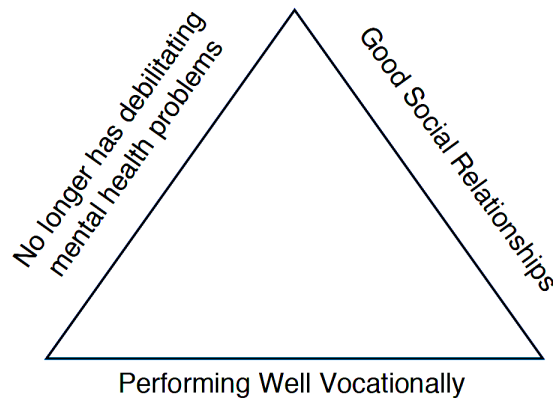 No longer has debilitating
mental health problems
Good Social Relationships
Performing Well Vocationally